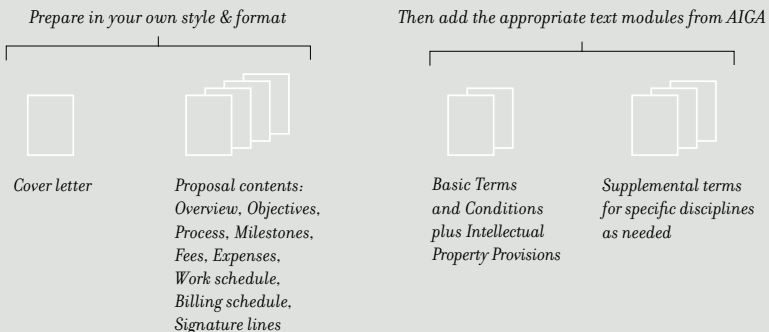 Prepare in your own style & format
Then add the appropriate text modules from AIGA
Cover letter
Proposal contents:
Overview, Objectives,
Process, Milestones,
Fees, Expenses,
Work schedule,
Billing schedule,
Signature lines
Basic Terms
and Conditions
plus Intellectual
Property Provisions
Supplemental terms
for specific disciplines
as needed